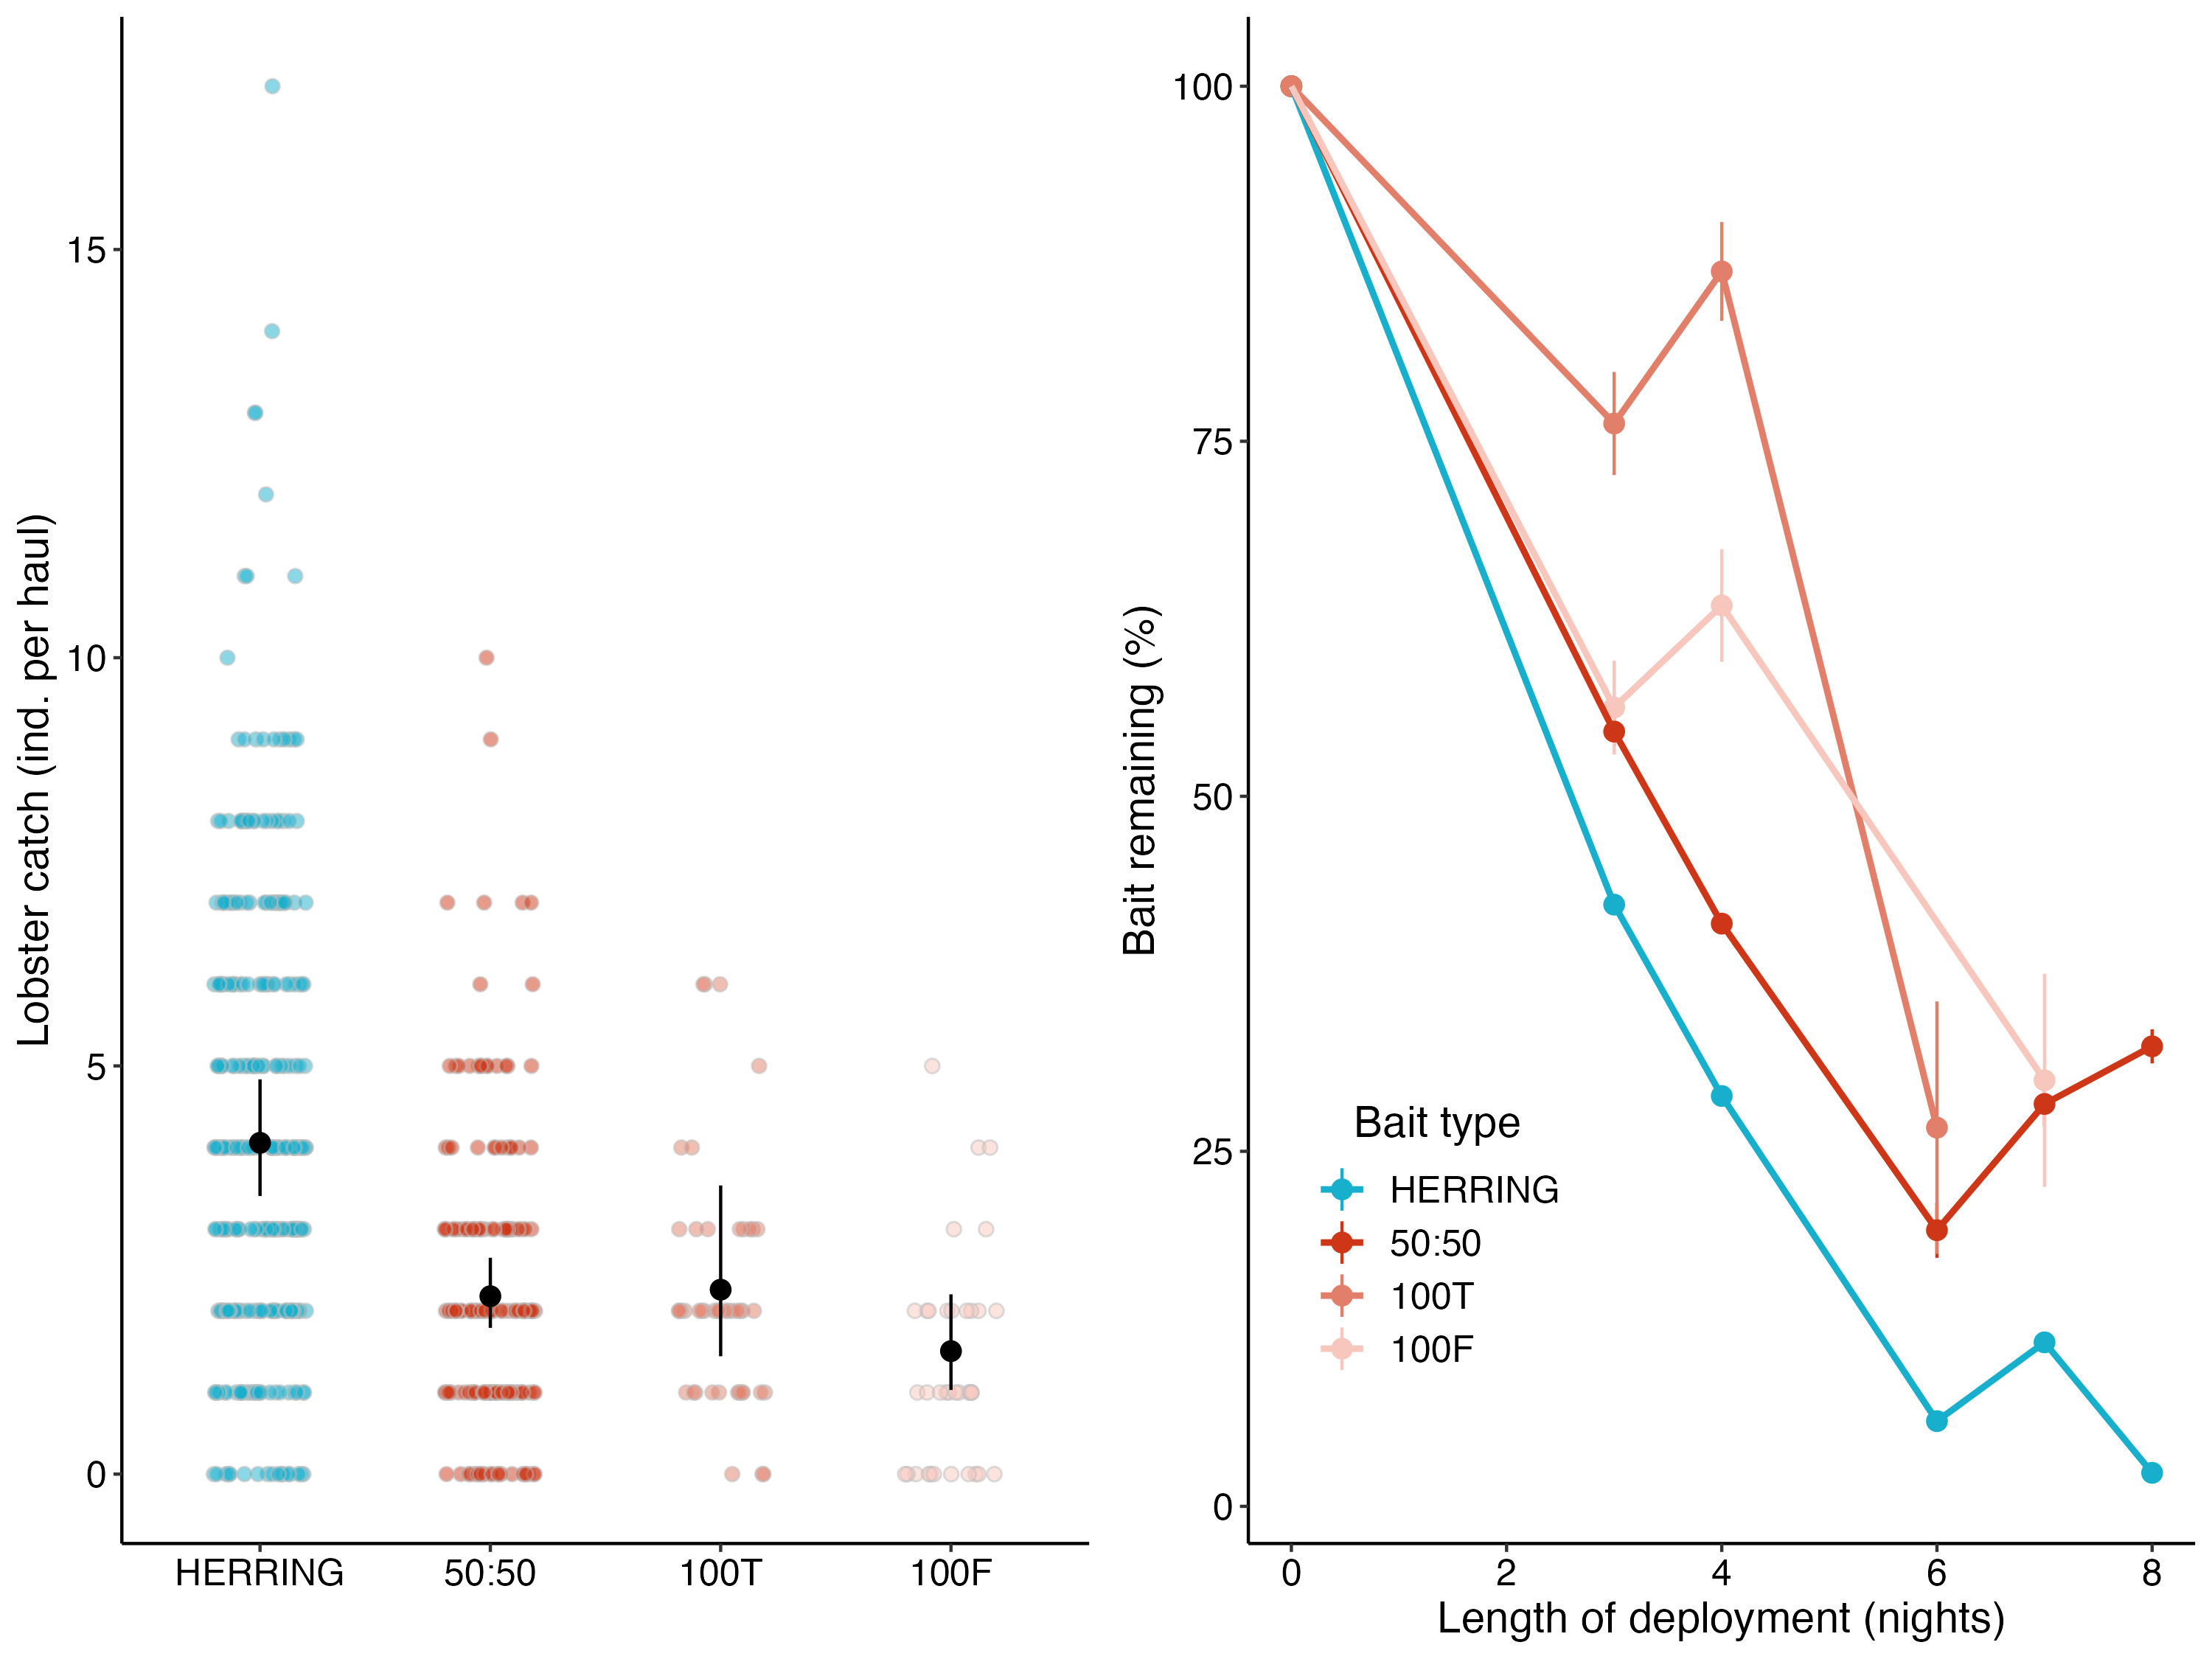 Lobster catch (ind. per haul)
15
10
5
0
HERRING 50:50 100T 100F
Bait remaining (%)
100
75
50
25
0
Bait type
HERRING
50:50
100T
100F
0 2 4 6 8
Length of deployment (nights)